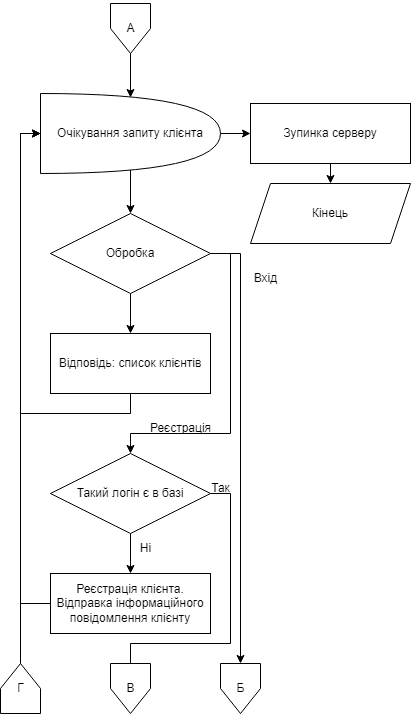 А
Очікування запиту клієнта
Зупинка серверу
Кінець
Обробка
Вхід
Відповідь: список клієнтів
Реєстрація
Такий логін є в базі
Так
Ні
Реєстрація клієнта.
Відправка інформаційного
повідомлення клієнту
Г
В
Б